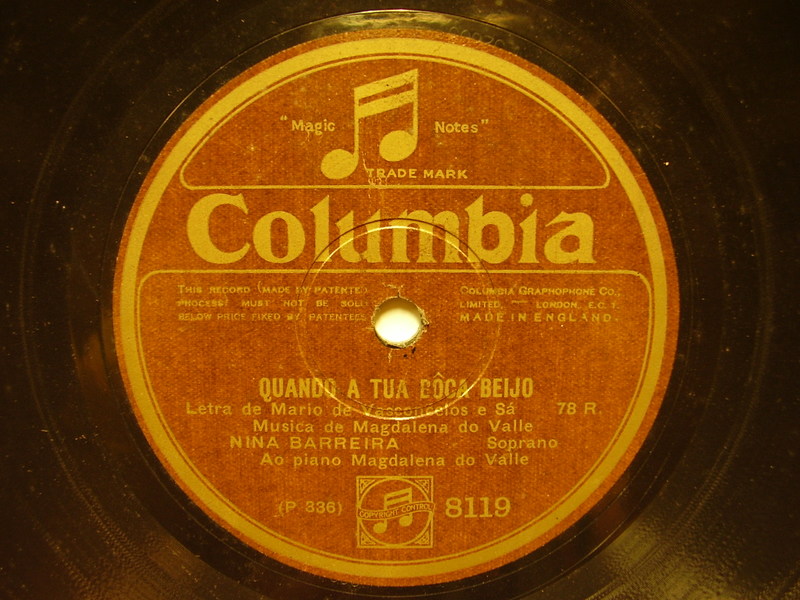 "Magic Notes"
TRADE MARK
Columbia
THIS RECORD (MADE BY PATENTED
PROCESS) MUST NOT BE SOLD
BELOW PRICE FIXED BY PATENTEES
COLUMBIA GRAPHOPHONE CO.,
LIMITED, LONDON, E.C.1
MADE IN ENGLAND.
QUANDO A TUA BÔCA BEIJO
Letra de Mario de Vasconcelos e Sá 78 R.
Musica de Magdalena do Valle
NINA BARREIRA Soprano
Ao piano Magdalena do Valle
(P 336) COPYRIGHT CONTROL 8119